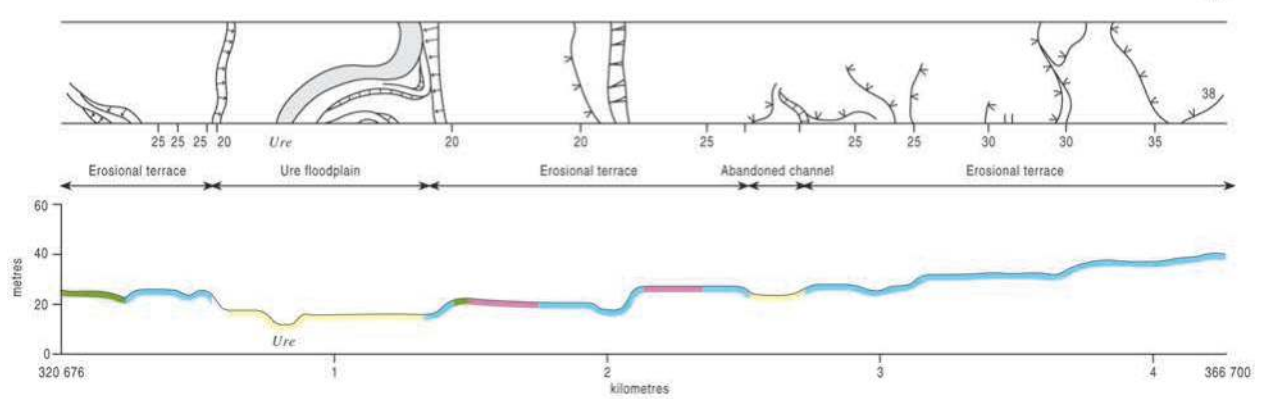 38
25 25 25 20 Ure 20 20 25 25 25 30 30 35
Erosional terrace Ure floodplain Erosional terrace Abandoned channel Erosional terrace
60
40
metres
20
Ure
0
320 676 1 2 3 4 366 700
kilometres